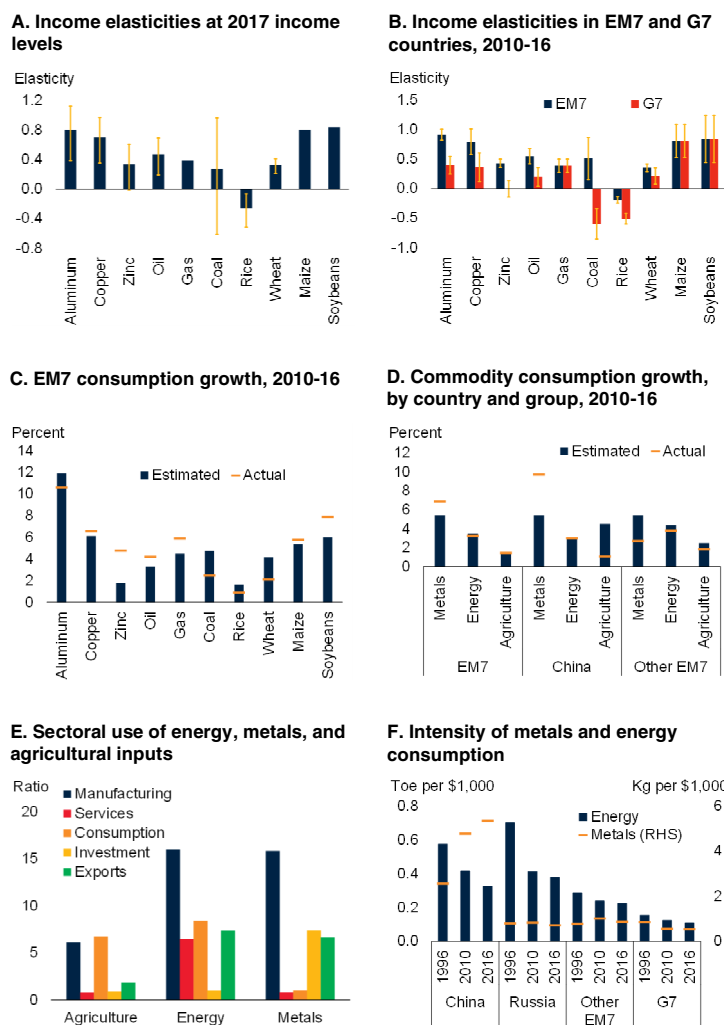 A. Income elasticities at 2017 income
levels
Elasticity
1.2
0.8
0.4
0.0
-0.4
-0.8
Aluminum
Copper
Zinc
Oil
Gas
Coal
Rice
Wheat
Maize
Soybeans
B. Income elasticities in EM7 and G7
countries, 2010-16
Elasticity
1.5
1.0
0.5
0.0
-0.5
-1.0
EM7 G7
Aluminum
Copper
Zinc
Oil
Gas
Coal
Rice
Wheat
Maize
Soybeans
C. EM7 consumption growth, 2010-16
Percent
14
12
10
8
6
4
2
0
Estimated Actual
Aluminum
Copper
Zinc
Oil
Gas
Coal
Rice
Wheat
Maize
Soybeans
D. Commodity consumption growth,
by country and group, 2010-16
Percent
12
10
8
6
4
2
0
Estimated Actual
Metals
Energy
Agriculture
Metals
Energy
Agriculture
Metals
Energy
Agriculture
EM7 China Other EM7
E. Sectoral use of energy, metals, and
agricultural inputs
Ratio
20
15
10
5
0
Manufacturing
Services
Consumption
Investment
Exports
Agriculture Energy Metals
F. Intensity of metals and energy
consumption
Toe per $1,000 Kg per $1,000
0.8
0.6
0.4
0.2
0.0
6
4
2
0
Energy
Metals (RHS)
1996
2010
2016
1996
2010
2016
1996
2010
2016
1996
2010
2016
China Russia Other G7
EM7